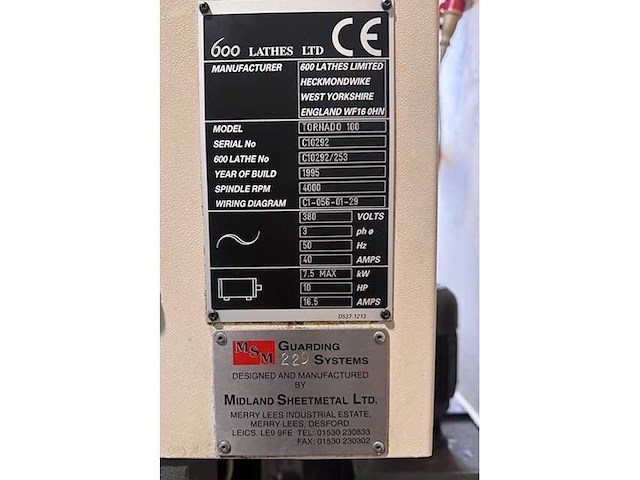 600 LATHES LTD CE
MANUFACTURER 600 LATHES LIMITED
HECKMONDWIKE
WEST YORKSHIRE
ENGLAND WF16 0HN
MODEL TORNADO 100
SERIAL No C10292
600 LATHE No C10292/253
YEAR OF BUILD 1995
SPINDLE RPM 4000
WIRING DIAGRAM C1-056-01-29
380 VOLTS
3 ph ø
50 Hz
40 AMPS
7.5 MAX kW
10 HP
16.5 AMPS
D537-1213
MSM GUARDING
229 SYSTEMS
DESIGNED AND MANUFACTURED
BY
MIDLAND SHEETMETAL LTD.
MERRY LEES INDUSTRIAL ESTATE,
MERRY LEES, DESFORD,
LEICS. LE9 9FE TEL: 01530 230833
FAX: 01530 230302